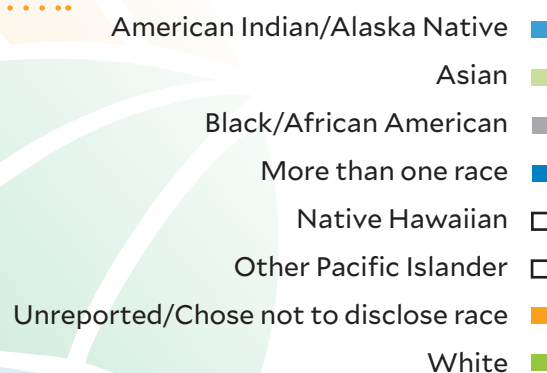 American Indian/Alaska Native
Asian
Black/African American
More than one race
Native Hawaiian
Other Pacific Islander
Unreported/Chose not to disclose race
White